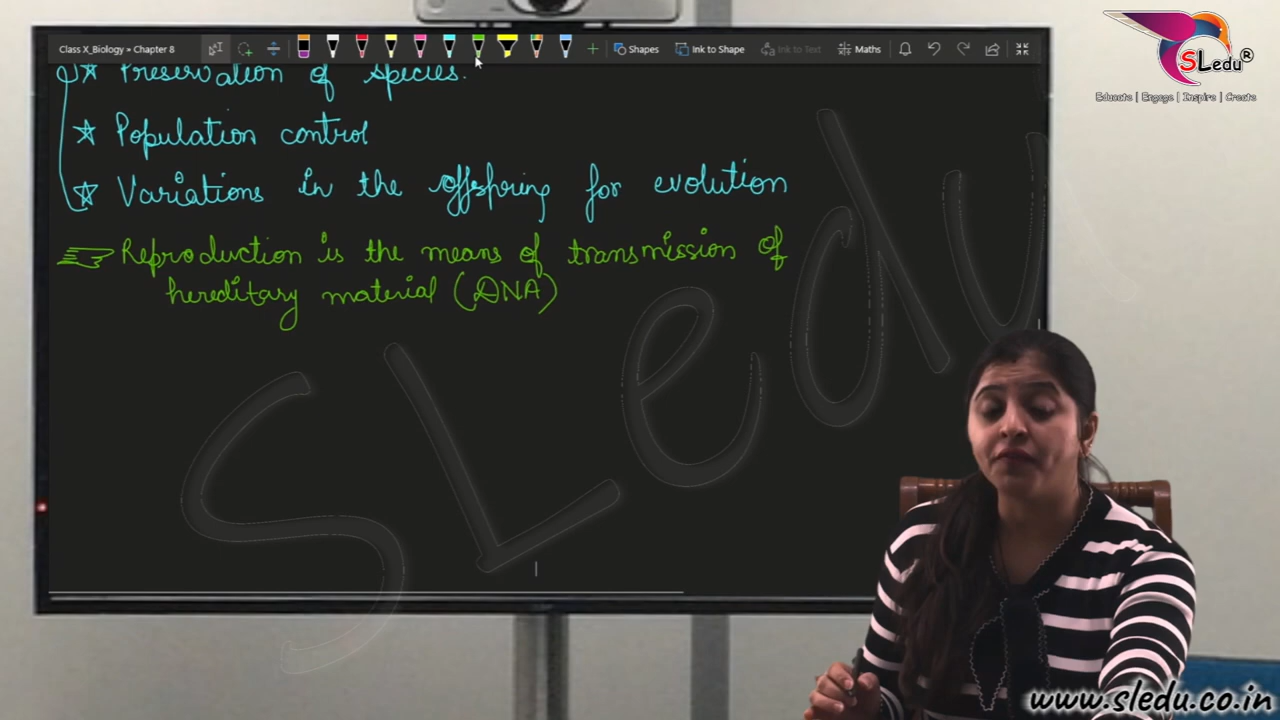 Class X_Biology » Chapter 8
Shapes
Ink to Shape
Ink to Text
Maths
SLedu®
Educate | Engage | Inspire | Create
★ Preservation of species.
★ Population control
★ Variations in the offspring for evolution
Reproduction is the means of transmission of
hereditary material (DNA)
SLedu
www.sledu.co.in